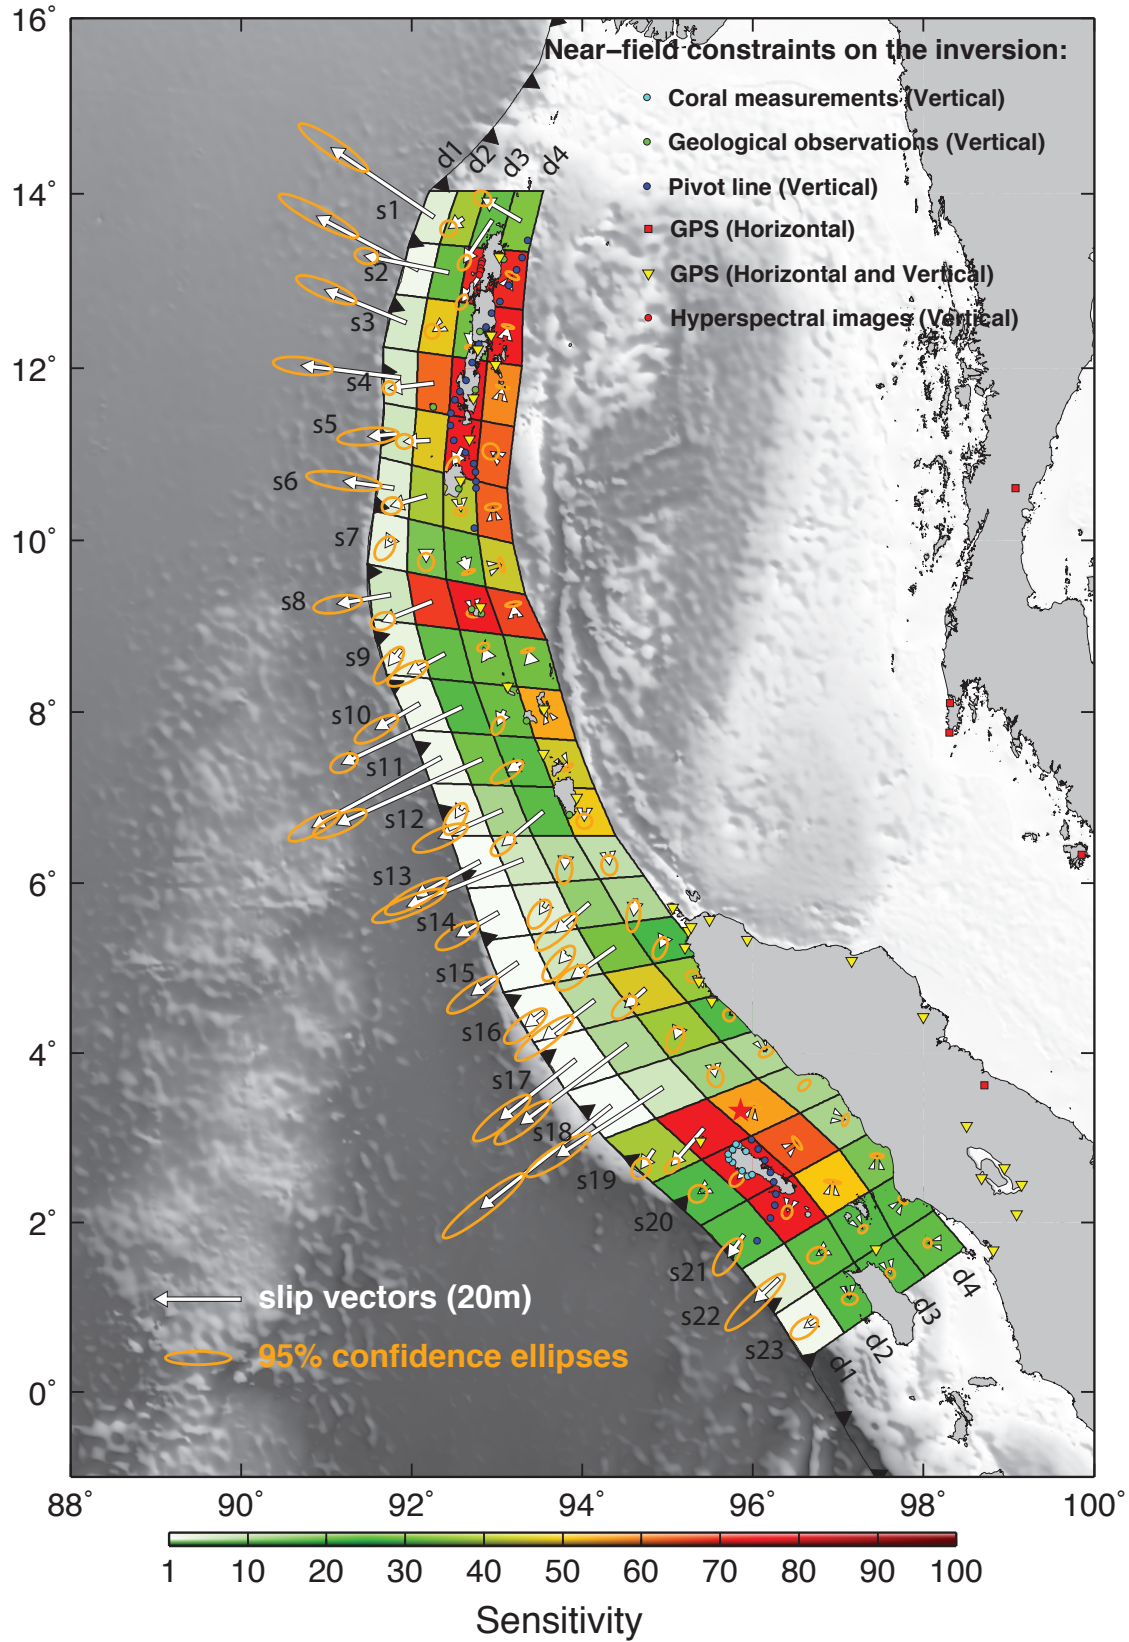 16°
14°
12°
10°
8°
6°
4°
2°
0°
Near–field constraints on the inversion:
Coral measurements (Vertical)
Geological observations (Vertical)
Pivot line (Vertical)
GPS (Horizontal)
GPS (Horizontal and Vertical)
Hyperspectral images (Vertical)
d1
d2
d3
d4
s1
s2
s3
s4
s5
s6
s7
s8
s9
s10
s11
s12
s13
s14
s15
s16
s17
s18
s19
s20
s21
s22
s23
d1
d2
d3
d4
slip vectors (20m)
95% confidence ellipses
88° 90° 92° 94° 96° 98° 100°
1 10 20 30 40 50 60 70 80 90 100
Sensitivity